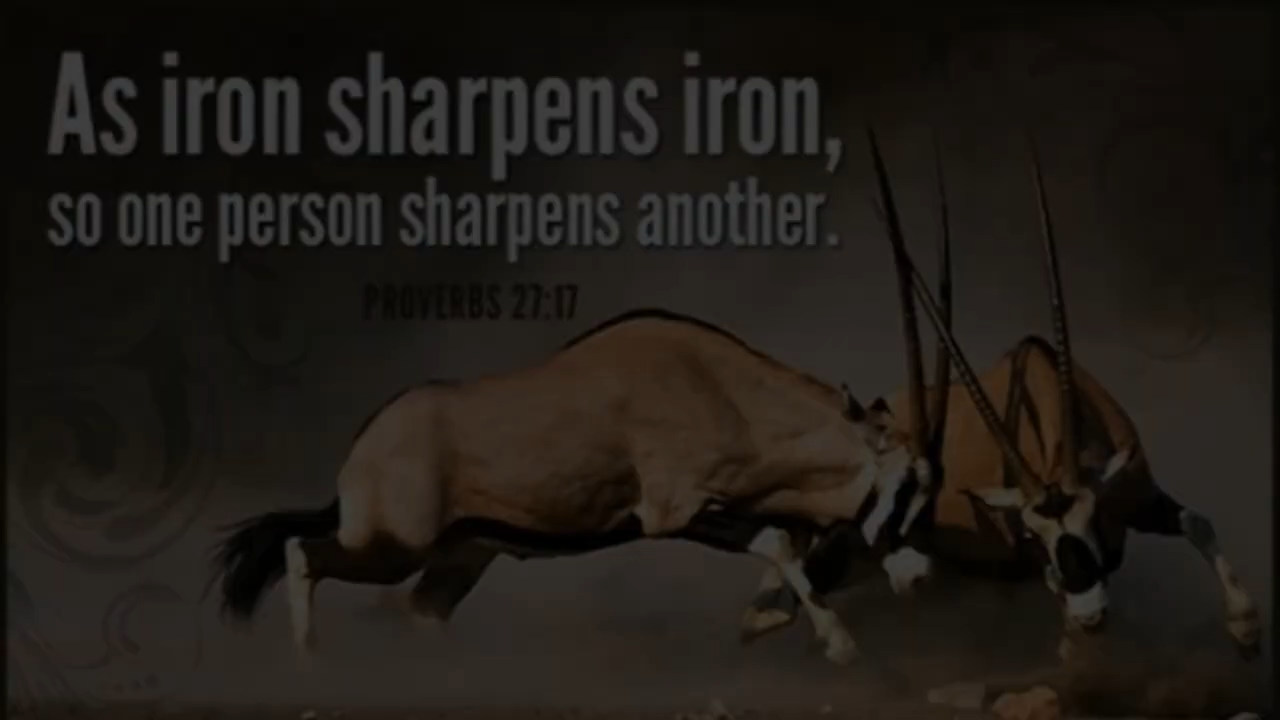 As iron sharpens iron,
so one person sharpens another.
PROVERBS 27:17